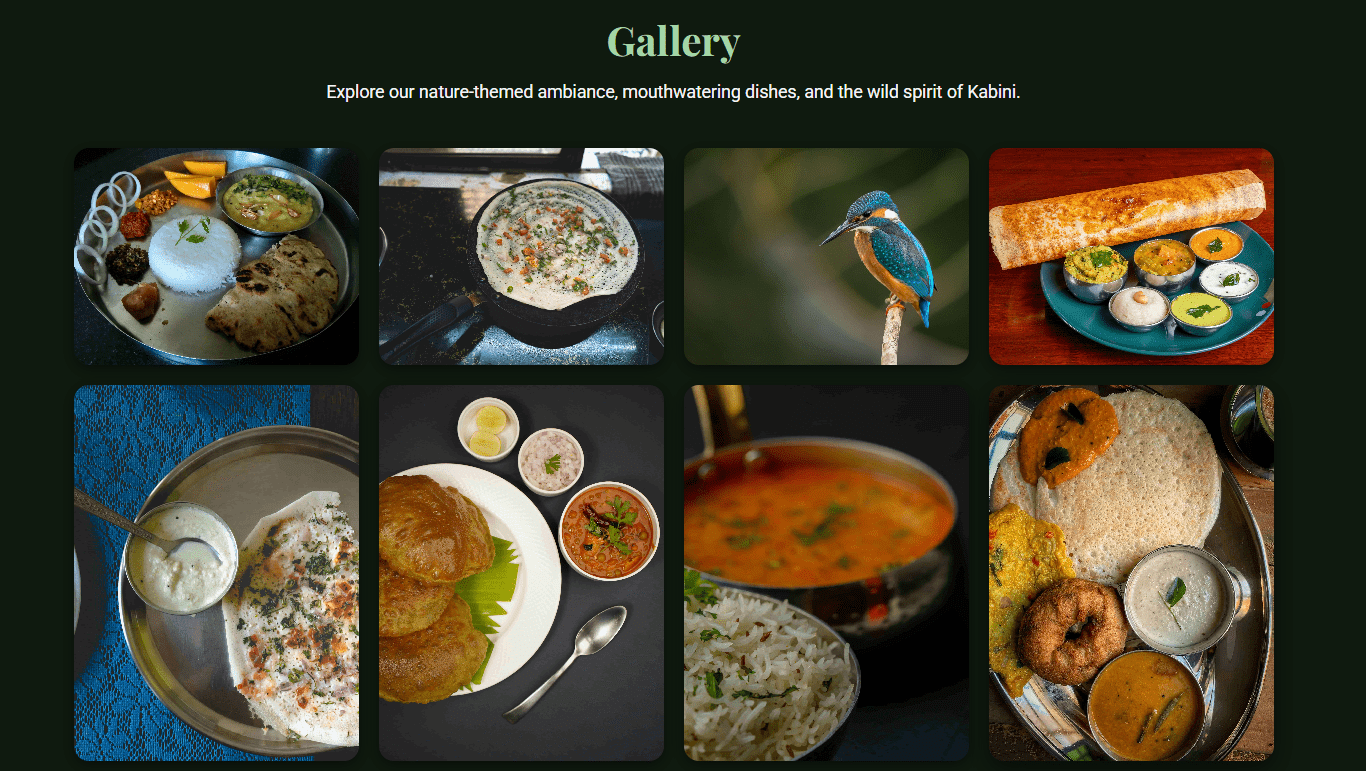 Gallery
Explore our nature-themed ambiance, mouthwatering dishes, and the wild spirit of Kabini.